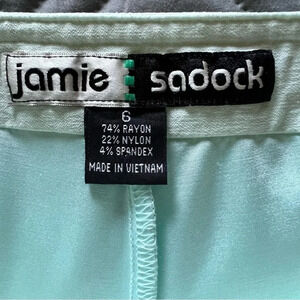 jamie sadock
6
74% RAYON
22% NYLON
4% SPANDEX
MADE IN VIETNAM